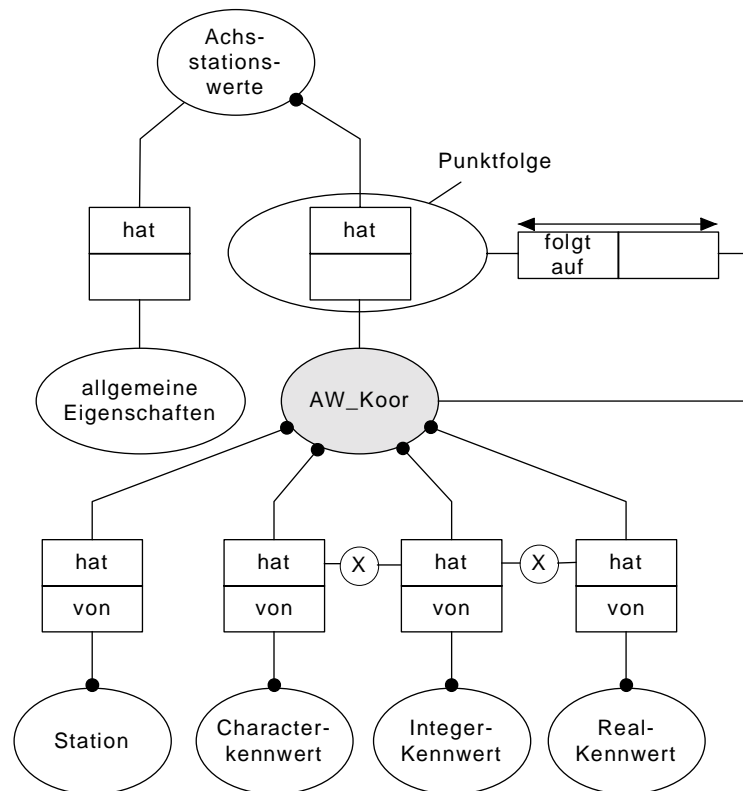 Achs-
stations-
werte
Punktfolge
hat
hat
folgt
auf
allgemeine
Eigenschaften
AW_Koor
hat
hat
X
hat
X
hat
von
von
von
von
Station
Character-
kennwert
Integer-
Kennwert
Real-
Kennwert